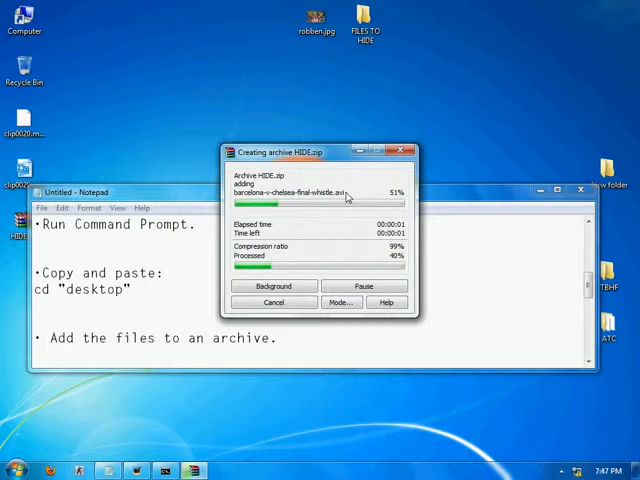 Computer
robben.jpg
FILES TO
HIDE
Recycle Bin
clip0020.m...
Creating archive HIDE.zip
Archive HIDE.zip
adding
barcelona-v-chelsea-final-whistle.avi
51%
Elapsed time
00:00:01
Time left
00:00:01
Compression ratio
99%
Processed
40%
Background
Pause
Cancel
Mode...
Help
Untitled - Notepad
File Edit Format View Help
•Run Command Prompt.
•Copy and paste:
cd "desktop"
• Add the files to an archive.
TBHF
ATC
7:47 PM